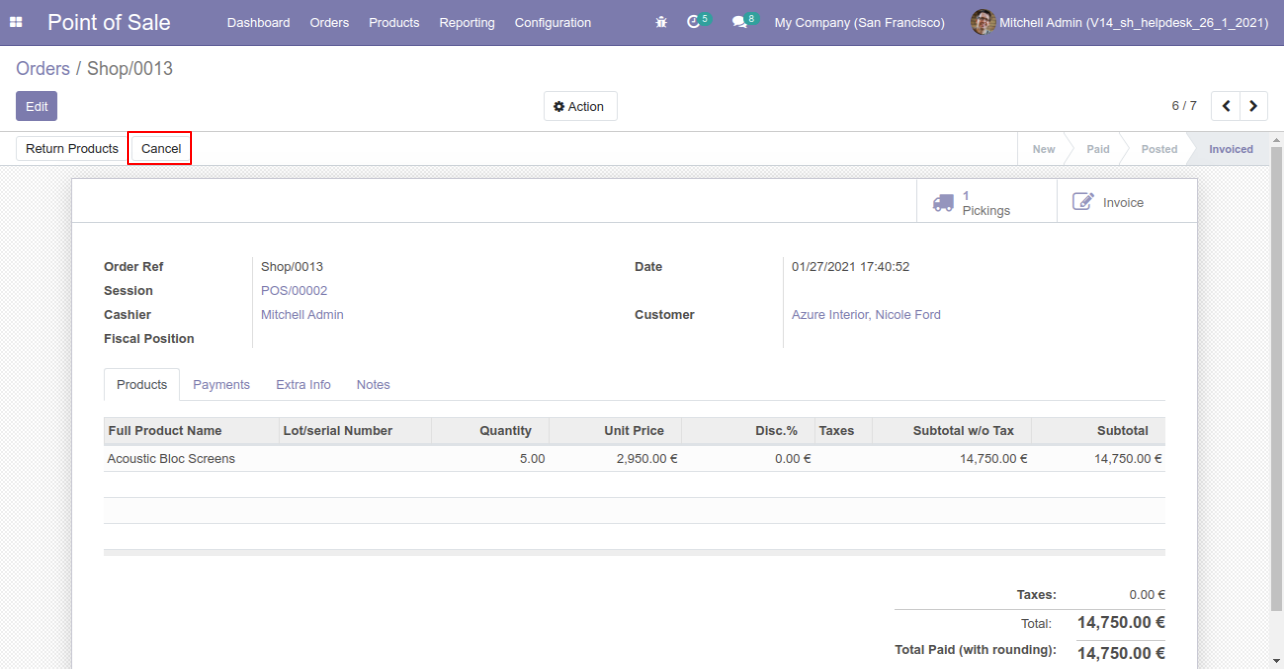 Point of Sale Dashboard Orders Products Reporting Configuration 5 8 My Company (San Francisco) Mitchell Admin (V14_sh_helpdesk_26_1_2021)
Orders / Shop/0013
Edit Action 6 / 7
Return Products Cancel New Paid Posted Invoiced
1
Pickings
Invoice
Order Ref Shop/0013 Date 01/27/2021 17:40:52
Session POS/00002
Cashier Mitchell Admin Customer Azure Interior, Nicole Ford
Fiscal Position
Products Payments Extra Info Notes
Full Product Name Lot/serial Number Quantity Unit Price Disc.% Taxes Subtotal w/o Tax Subtotal
Acoustic Bloc Screens 5.00 2,950.00 € 0.00 € 14,750.00 € 14,750.00 €
Taxes: 0.00 €
Total: 14,750.00 €
Total Paid (with rounding): 14,750.00 €